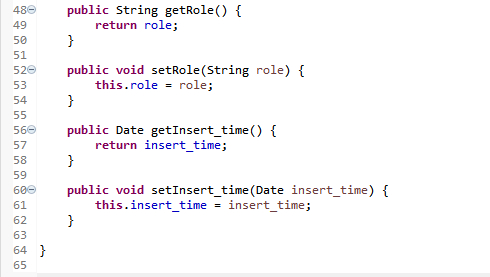 48 public String getRole() {
49 return role;
50 }
51
52 public void setRole(String role) {
53 this.role = role;
54 }
55
56 public Date getInsert_time() {
57 return insert_time;
58 }
59
60 public void setInsert_time(Date insert_time) {
61 this.insert_time = insert_time;
62 }
63
64 }
65